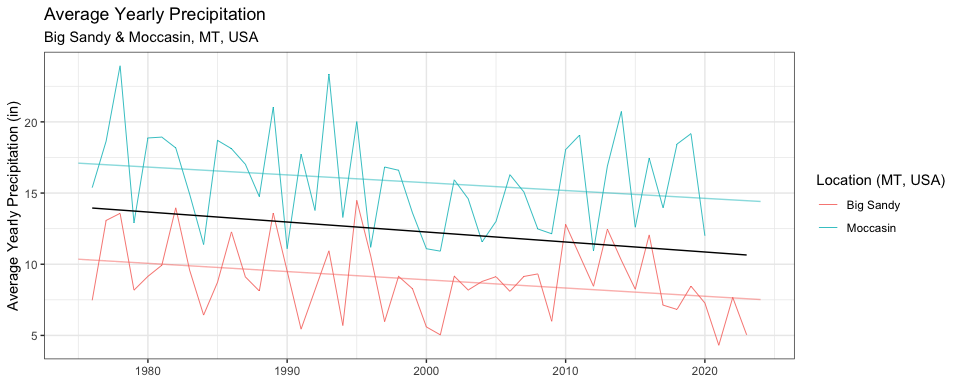 Average Yearly Precipitation
Big Sandy & Moccasin, MT, USA
Average Yearly Precipitation (in)
20
15
10
5
1980
1990
2000
2010
2020
Location (MT, USA)
Big Sandy
Moccasin